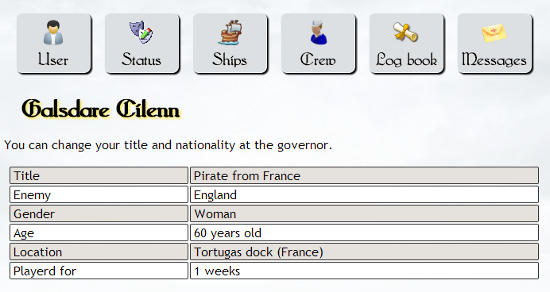 User Status Ships Crew Log book Messages
Galsdare Cilenn
You can change your title and nationality at the governor.
Title Pirate from France
Enemy England
Gender Woman
Age 60 years old
Location Tortugas dock (France)
Playerd for 1 weeks